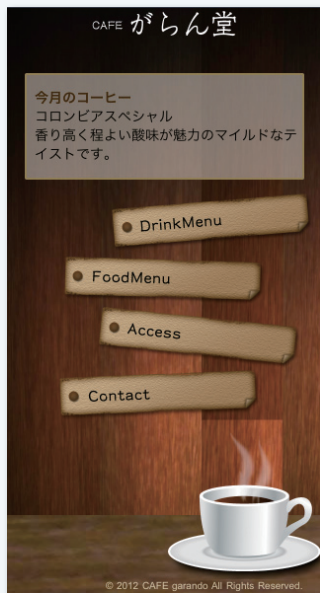 CAFE がらん堂
今月のコーヒー
コロンビアスペシャル
香り高く程よい酸味が魅力のマイルドなテ
イストです。
DrinkMenu
FoodMenu
Access
Contact
© 2012 CAFE garando All Rights Reserved.